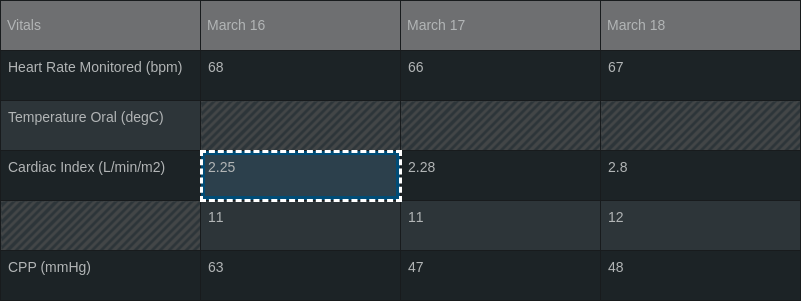 Vitals March 16 March 17 March 18
Heart Rate Monitored (bpm) 68 66 67
Temperature Oral (degC)
Cardiac Index (L/min/m2) 2.25 2.28 2.8
11 11 12
CPP (mmHg) 63 47 48